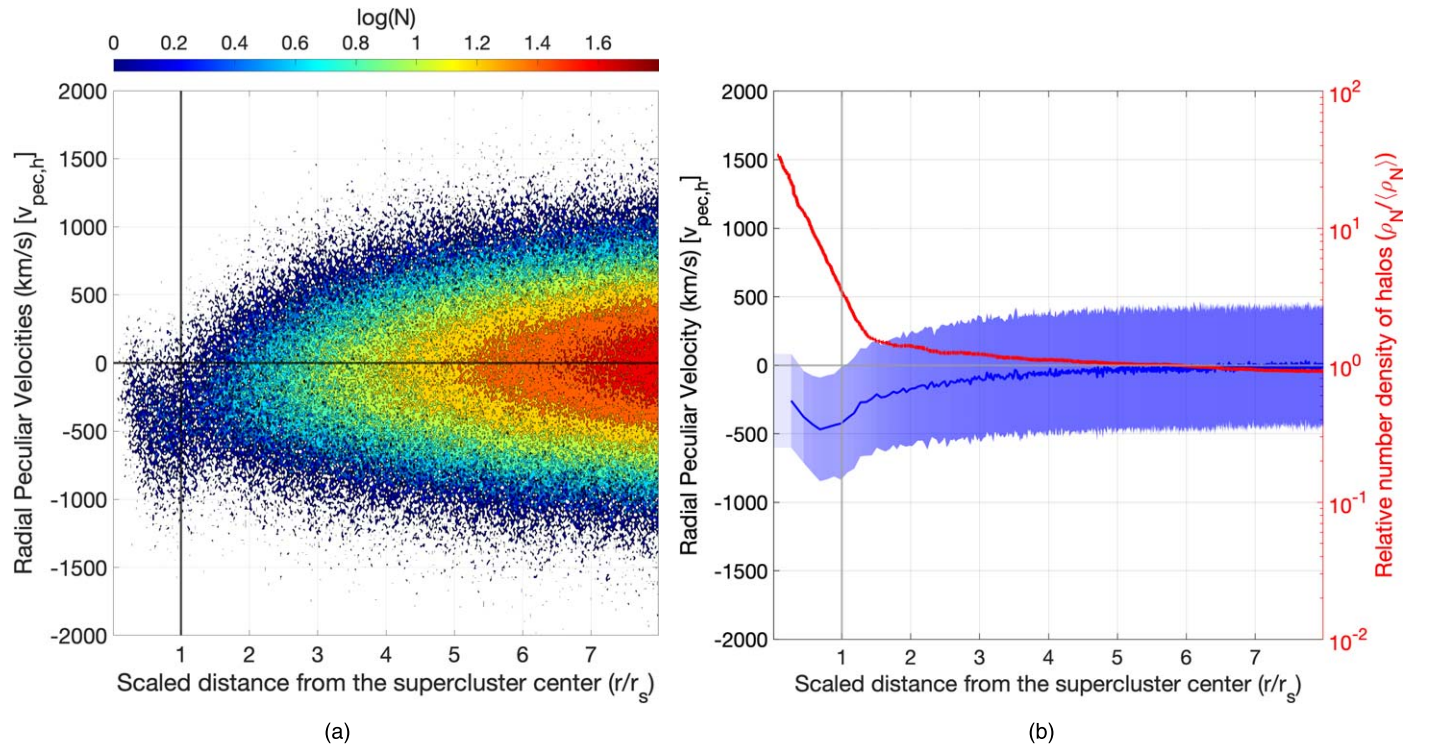 log(N)
0 0.2 0.4 0.6 0.8 1 1.2 1.4 1.6
2000
1500
1000
500
0
-500
-1000
-1500
-2000
Radial Peculiar Velocities (km/s) [v_pec,h]
1 2 3 4 5 6 7
Scaled distance from the supercluster center (r/r_s)
(a)
2000
1500
1000
500
0
-500
-1000
-1500
-2000
Radial Peculiar Velocity (km/s) [v_pec,h]
1 2 3 4 5 6 7
Scaled distance from the supercluster center (r/r_s)
10^2
10^1
10^0
10^-1
10^-2
Relative number density of halos (ρ_N/⟨ρ_N⟩)
(b)